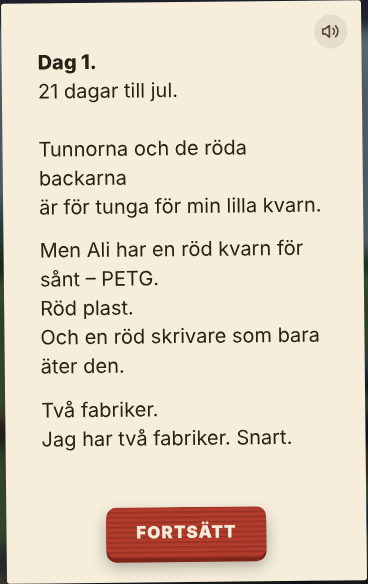 Dag 1.
21 dagar till jul.
Tunnorna och de röda
backarna
är för tunga för min lilla kvarn.
Men Ali har en röd kvarn för
sånt – PETG.
Röd plast.
Och en röd skrivare som bara
äter den.
Två fabriker.
Jag har två fabriker. Snart.
FORTSÄTT